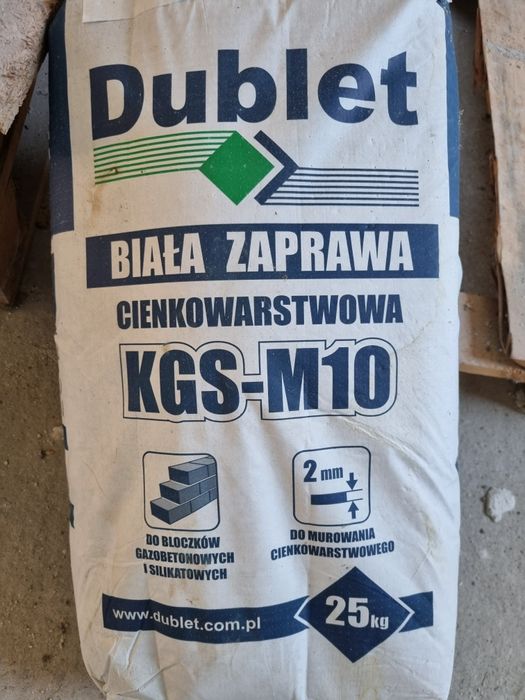 Dublet
BIAŁA ZAPRAWA
CIENKOWARSTWOWA
KGS-M10
2 mm
DO BLOCZKÓW
GAZOBETONOWYCH
I SILIKATOWYCH
DO MUROWANIA
CIENKOWARSTWOWEGO
www.dublet.com.pl
25kg